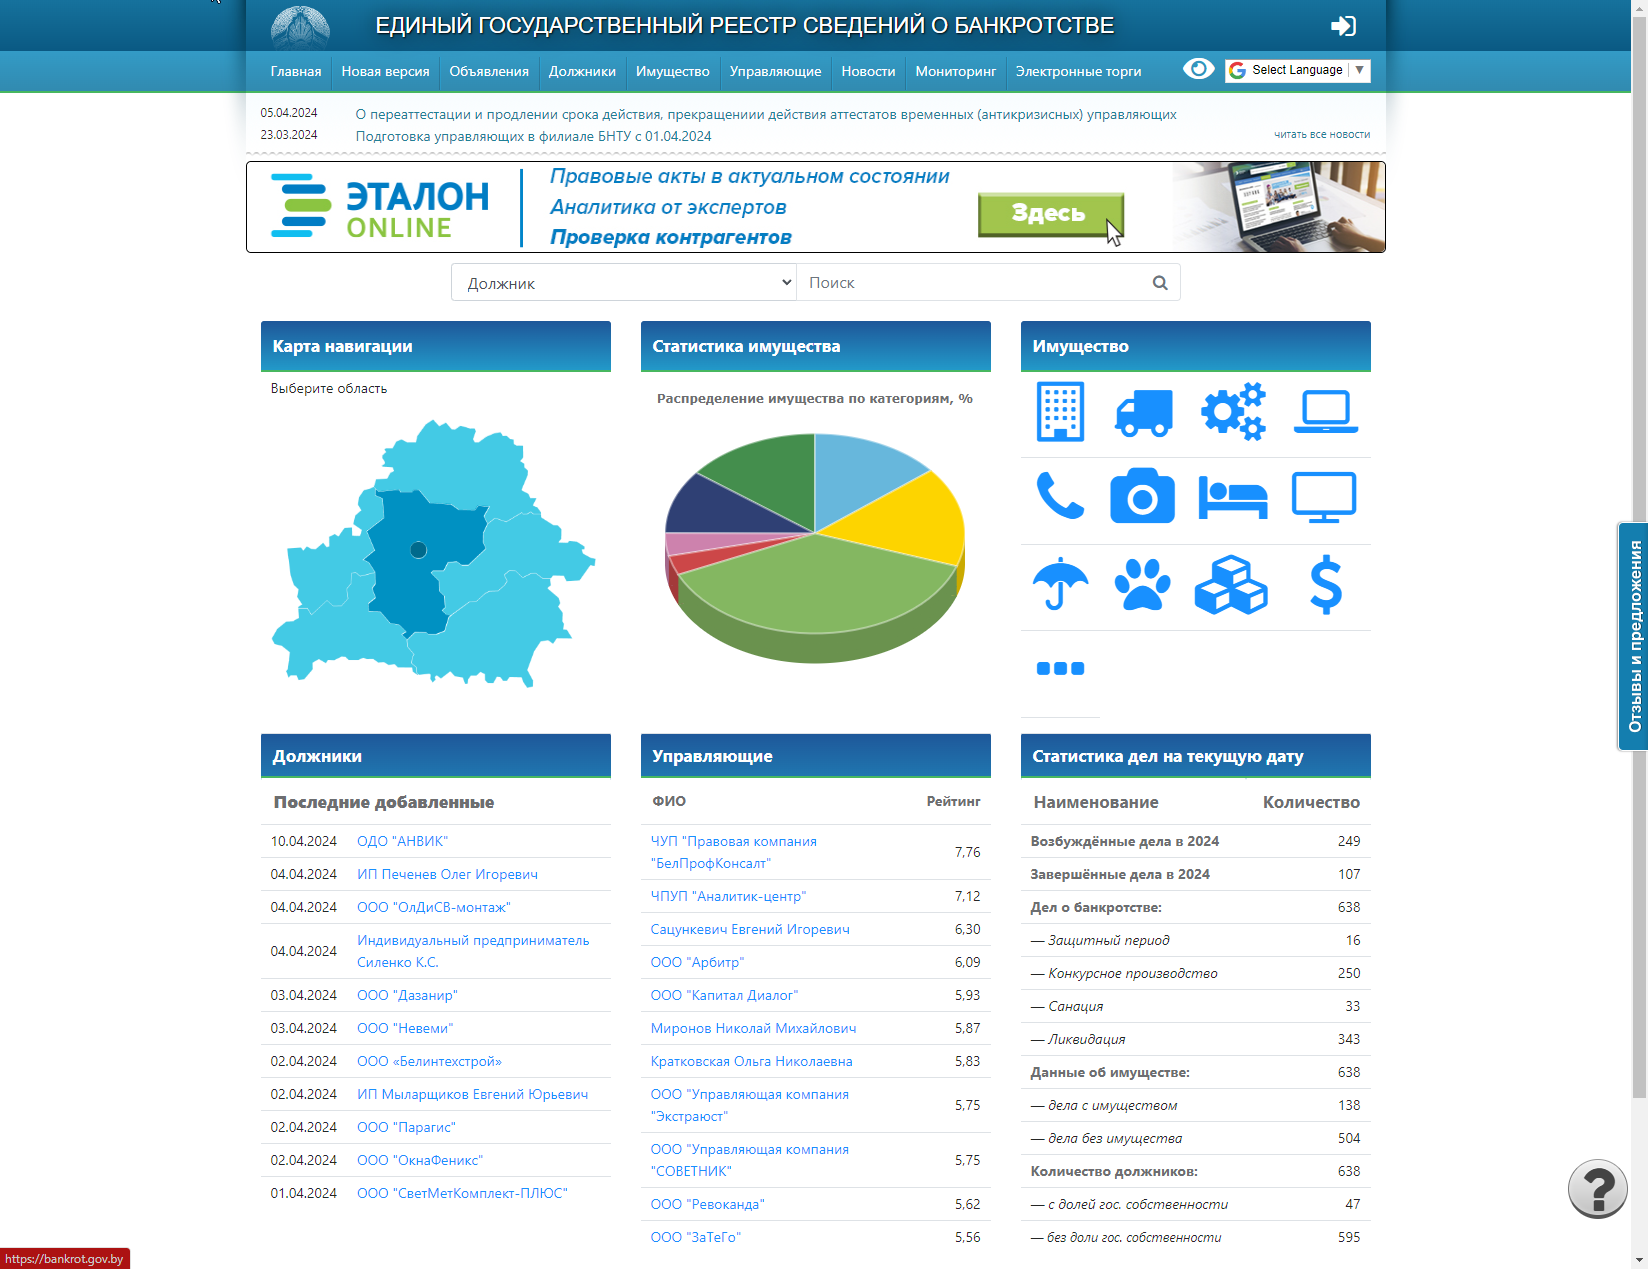 ЕДИНЫЙ ГОСУДАРСТВЕННЫЙ РЕЕСТР СВЕДЕНИЙ О БАНКРОТСТВЕ
Главная Новая версия Объявления Должники Имущество Управляющие Новости Мониторинг Электронные торги Select Language ▼
05.04.2024 О переаттестации и продлении срока действия, прекращениии действия аттестатов временных (антикризисных) управляющих
23.03.2024 Подготовка управляющих в филиале БНТУ с 01.04.2024 читать все новости
ЭТАЛОН
ONLINE
Правовые акты в актуальном состоянии
Аналитика от экспертов
Проверка контрагентов
Здесь
Должник Поиск
Карта навигации
Выберите область
Статистика имущества
Распределение имущества по категориям, %
Имущество
Отзывы и предложения
Должники
Последние добавленные
10.04.2024 ОДО "АНВИК"
04.04.2024 ИП Печенев Олег Игоревич
04.04.2024 ООО "ОлДиСВ-монтаж"
04.04.2024 Индивидуальный предприниматель
Силенко К.С.
03.04.2024 ООО "Дазанир"
03.04.2024 ООО "Невеми"
02.04.2024 ООО «Белинтехстрой»
02.04.2024 ИП Мыларщиков Евгений Юрьевич
02.04.2024 ООО "Парагис"
02.04.2024 ООО "ОкнаФеникс"
01.04.2024 ООО "СветМетКомплект-ПЛЮС"
Управляющие
ФИО Рейтинг
ЧУП "Правовая компания
"БелПрофКонсалт" 7,76
ЧПУП "Аналитик-центр" 7,12
Сацункевич Евгений Игоревич 6,30
ООО "Арбитр" 6,09
ООО "Капитал Диалог" 5,93
Миронов Николай Михайлович 5,87
Кратковская Ольга Николаевна 5,83
ООО "Управляющая компания
"Экстраюст" 5,75
ООО "Управляющая компания
"СОВЕТНИК" 5,75
ООО "Ревоканда" 5,62
ООО "ЗаТеГо" 5,56
Статистика дел на текущую дату
Наименование Количество
Возбуждённые дела в 2024 249
Завершённые дела в 2024 107
Дел о банкротстве: 638
— Защитный период 16
— Конкурсное производство 250
— Санация 33
— Ликвидация 343
Данные об имуществе: 638
— дела с имуществом 138
— дела без имущества 504
Количество должников: 638
— с долей гос. собственности 47
— без доли гос. собственности 595
?
https://bankrot.gov.by